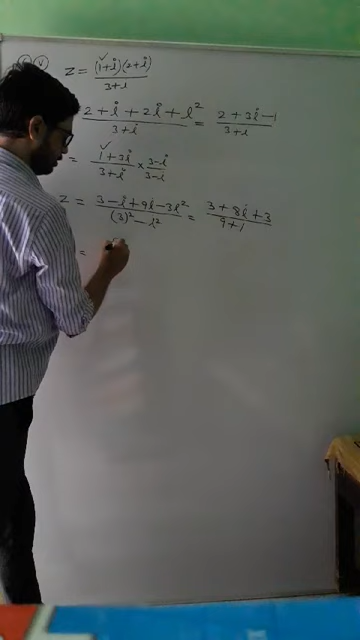 (v) z = (1+i)(2+i) / 3+i
2+i+2i+i² / 3+i = 2+3i-1 / 3+i
= 1+3i / 3+i × 3-i / 3-i
z = 3-i+9i-3i² / (3)²-i² = 3+8i+3 / 9+1
=